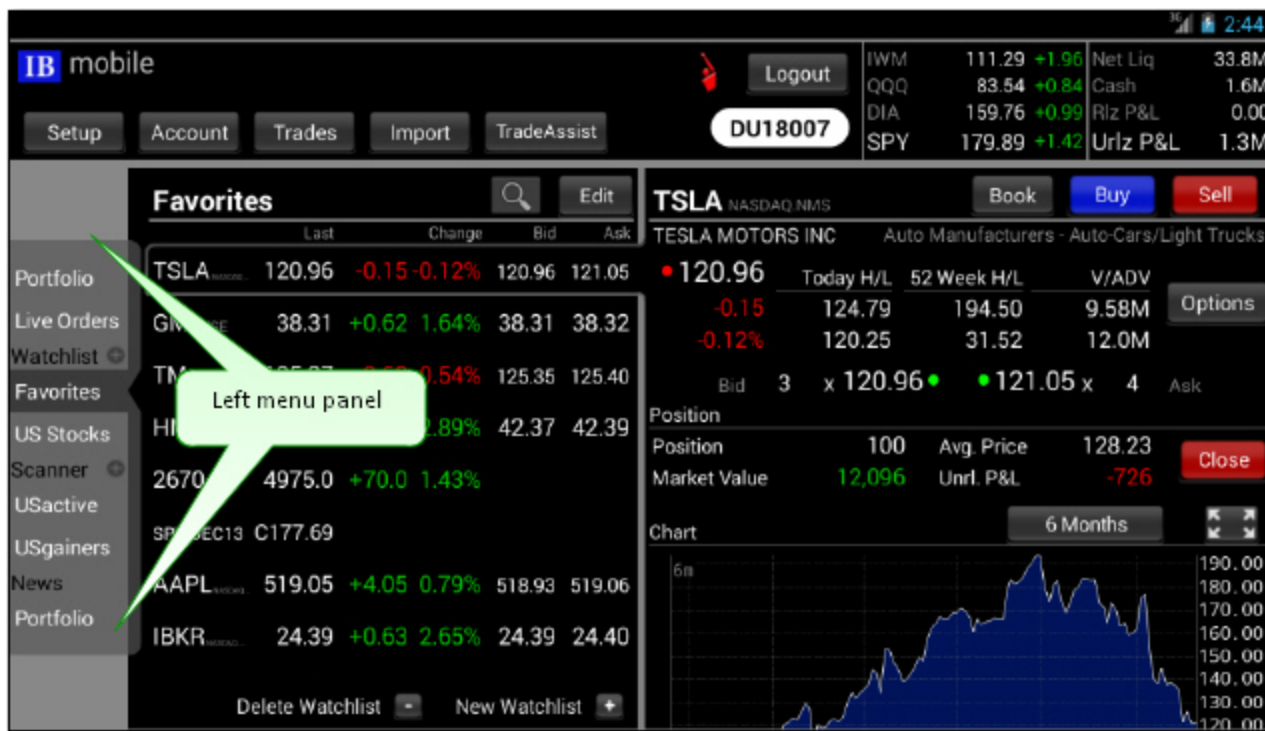 3G 2:44
IB mobile
Logout
Setup Account Trades Import TradeAssist DU18007
IWM 111.29 +1.96 Net Liq 33.8M
QQQ 83.54 +0.84 Cash 1.6M
DIA 159.76 +0.99 Rlz P&L 0.00
SPY 179.89 +1.42 Urlz P&L 1.3M
Portfolio
Live Orders
Watchlist
Favorites
US Stocks
Scanner
USactive
USgainers
News
Portfolio
Left menu panel
Favorites Edit
Last Change Bid Ask
TSLA 120.96 -0.15 -0.12% 120.96 121.05
GM 38.31 +0.62 1.64% 38.31 38.32
TM 0.54% 125.35 125.40
2.89% 42.37 42.39
2670 4975.0 +70.0 1.43%
C177.69
AAPL 519.05 +4.05 0.79% 518.93 519.06
IBKR 24.39 +0.63 2.65% 24.39 24.40
Delete Watchlist - New Watchlist +
TSLA NASDAQ.NMS Book Buy Sell
TESLA MOTORS INC Auto Manufacturers - Auto-Cars/Light Trucks
120.96 Today H/L 52 Week H/L V/ADV
-0.15 124.79 194.50 9.58M Options
-0.12% 120.25 31.52 12.0M
Bid 3 x 120.96 121.05 x 4 Ask
Position
Position 100 Avg. Price 128.23 Close
Market Value 12,096 Unrl. P&L -726
Chart 6 Months
6m
190.00
180.00
170.00
160.00
150.00
140.00
130.00
120.00